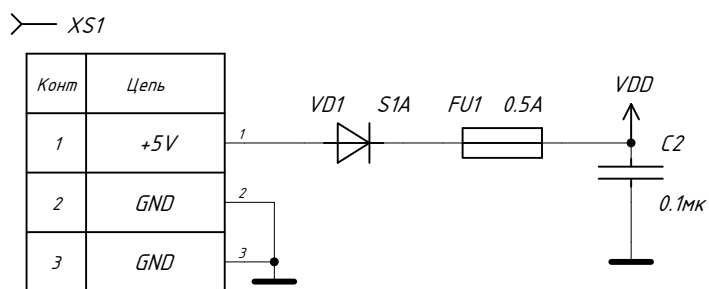 XS1
Конт Цепь
VDD
VD1 S1A FU1 0.5A
1 +5V 1
C2
2 GND 2
0.1мк
3 GND 3